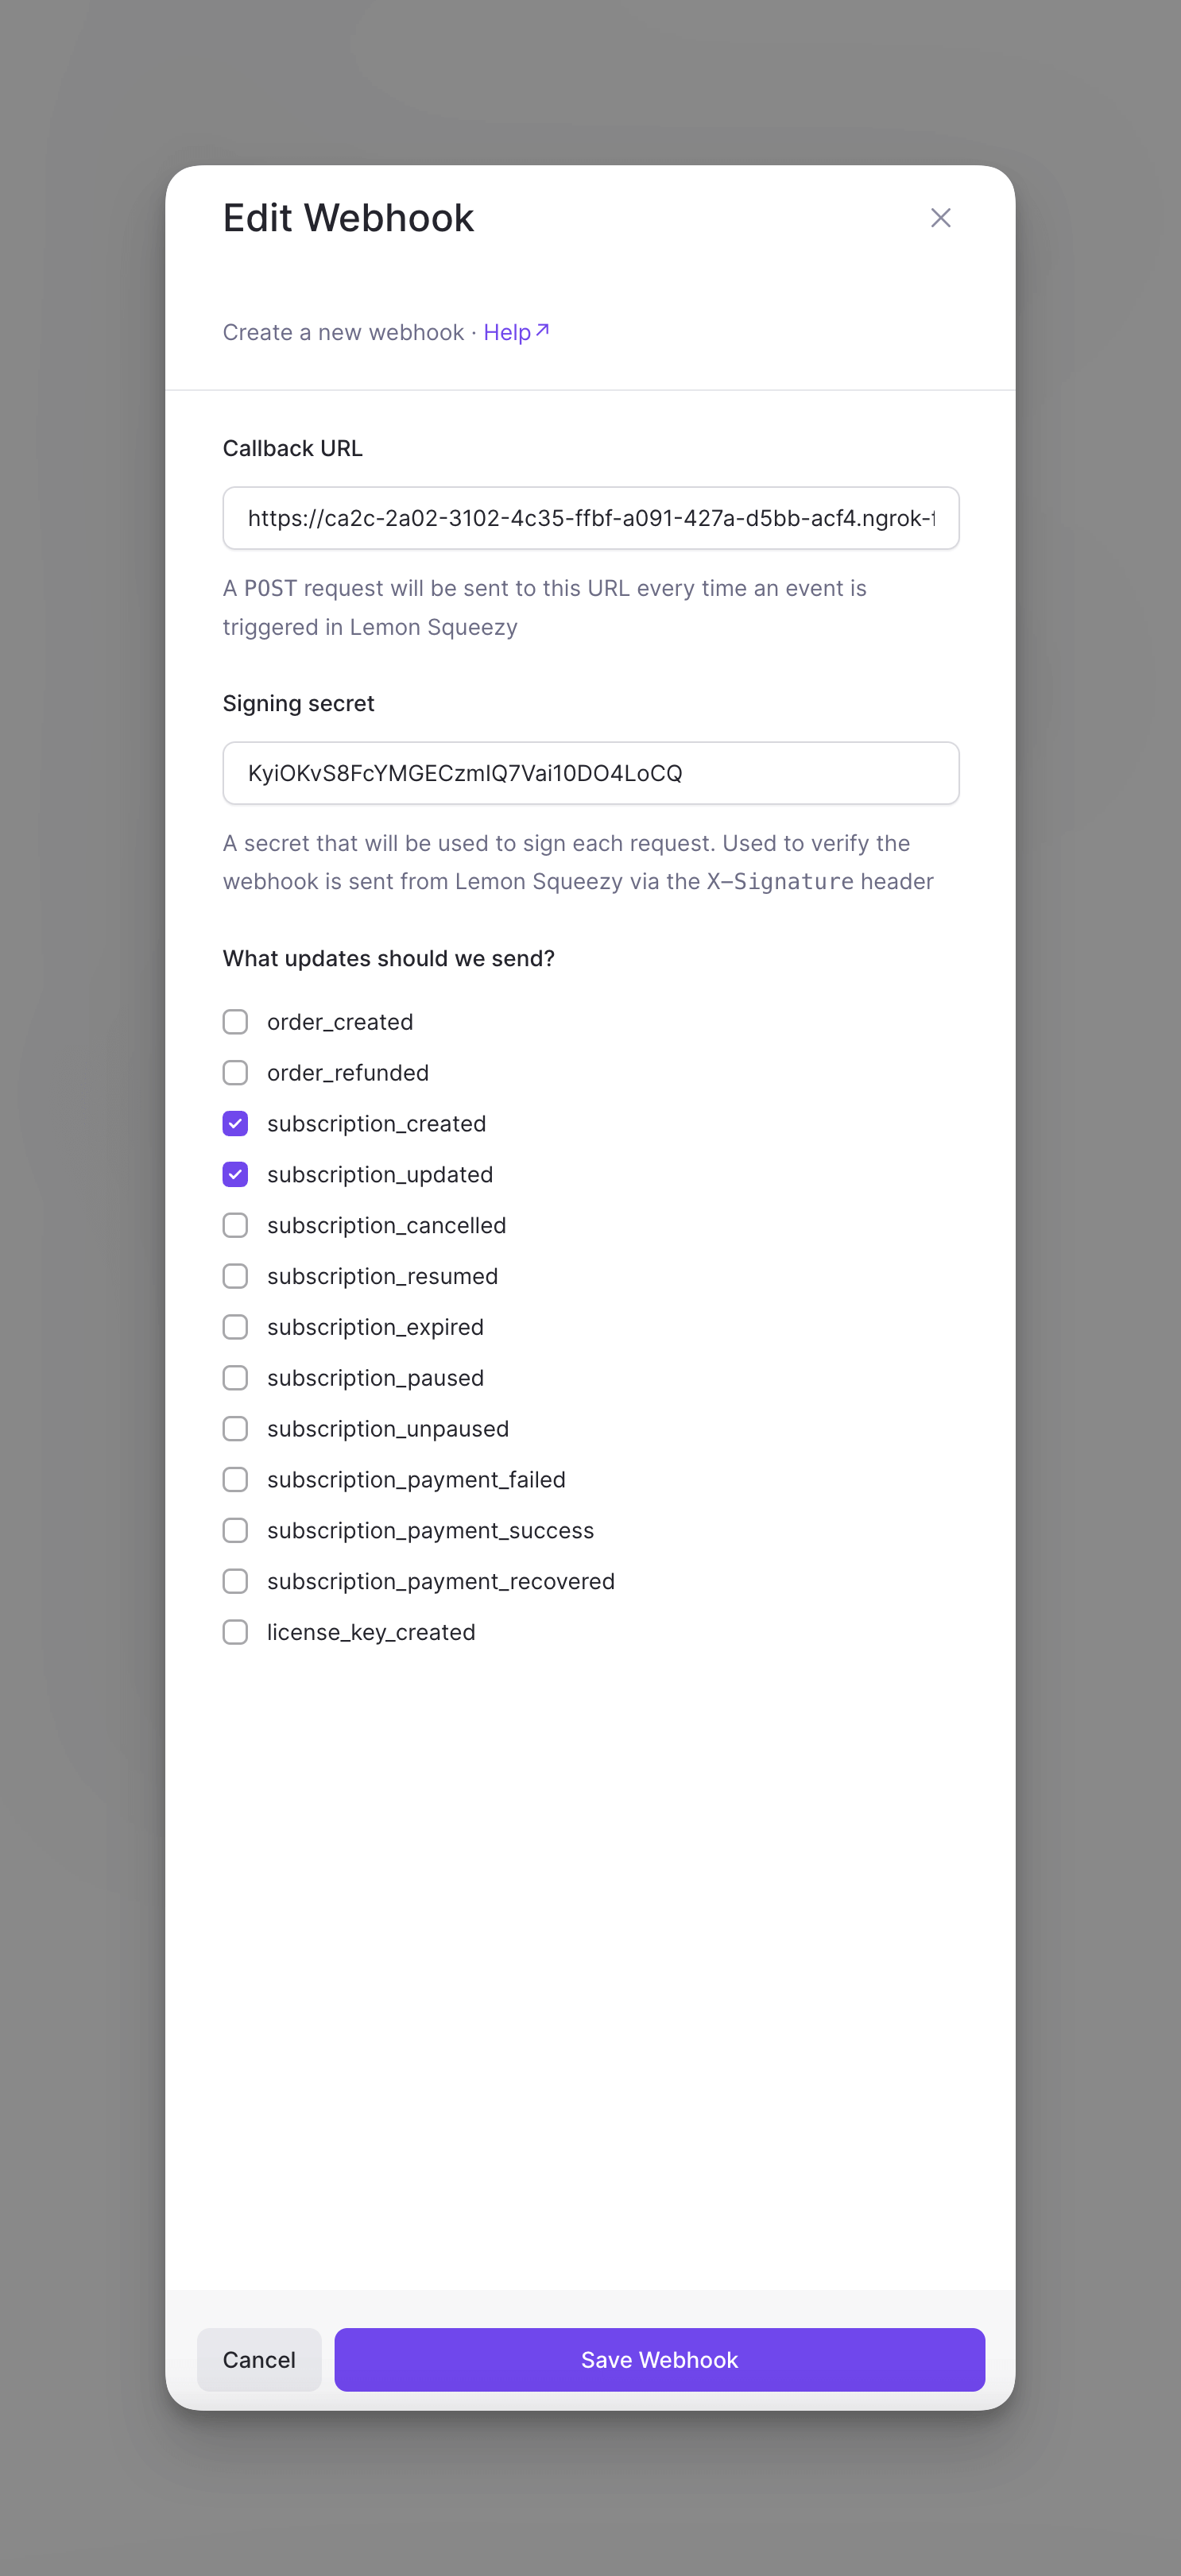 Edit Webhook
Create a new webhook · Help↗
Callback URL
https://ca2c-2a02-3102-4c35-ffbf-a091-427a-d5bb-acf4.ngrok-f
A POST request will be sent to this URL every time an event is
triggered in Lemon Squeezy
Signing secret
KyiOKvS8FcYMGECzmIQ7Vai10DO4LoCQ
A secret that will be used to sign each request. Used to verify the
webhook is sent from Lemon Squeezy via the X-Signature header
What updates should we send?
order_created
order_refunded
subscription_created
subscription_updated
subscription_cancelled
subscription_resumed
subscription_expired
subscription_paused
subscription_unpaused
subscription_payment_failed
subscription_payment_success
subscription_payment_recovered
license_key_created
Cancel
Save Webhook